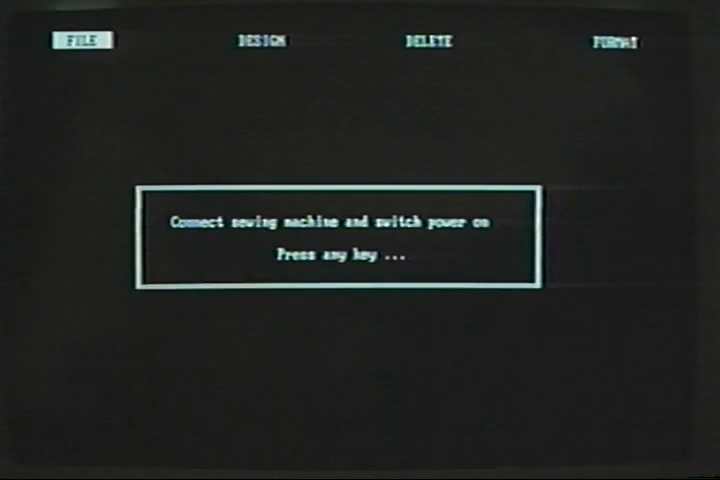 FILE DESIGN DELETE FORMAT
Connect sewing machine and switch power on
Press any key ...